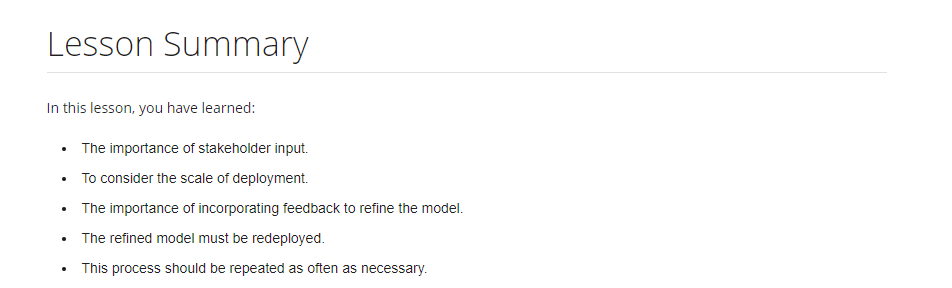 Lesson Summary
In this lesson, you have learned:
• The importance of stakeholder input.
• To consider the scale of deployment.
• The importance of incorporating feedback to refine the model.
• The refined model must be redeployed.
• This process should be repeated as often as necessary.